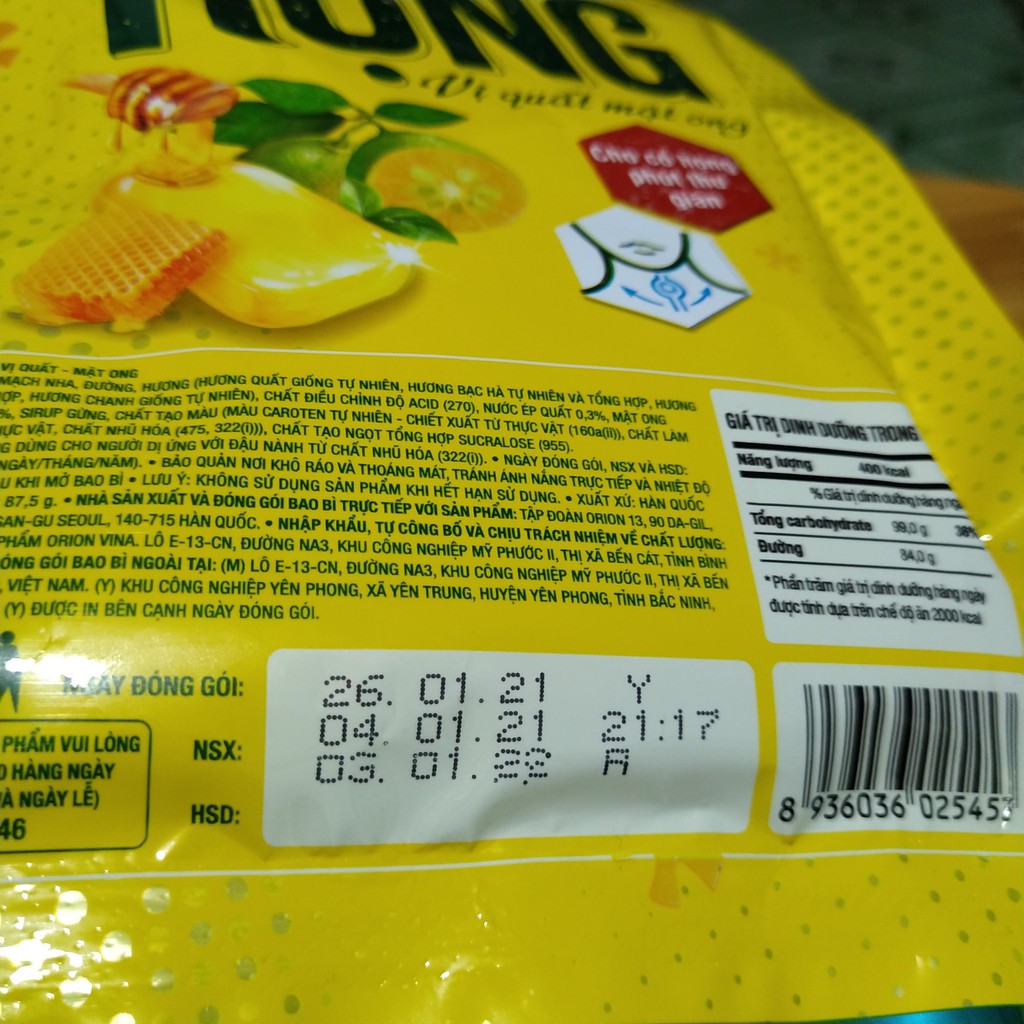 HỌNG
Vị quất mật ong
Cho cổ họng
phút thư
giãn
VỊ QUẤT - MẬT ONG
MẠCH NHA, ĐƯỜNG, HƯƠNG (HƯƠNG QUẤT GIỐNG TỰ NHIÊN, HƯƠNG BẠC HÀ TỰ NHIÊN VÀ TỔNG HỢP, HƯƠNG
HƯƠNG CHANH GIỐNG TỰ NHIÊN), CHẤT ĐIỀU CHỈNH ĐỘ ACID (270), NƯỚC ÉP QUẤT 0,3%, MẬT ONG
%, SIRUP GỪNG, CHẤT TẠO MÀU (MÀU CAROTEN TỰ NHIÊN - CHIẾT XUẤT TỪ THỰC VẬT (160a(ii)), CHẤT LÀM
VẬT, CHẤT NHŨ HÓA (475, 322(i))), CHẤT TẠO NGỌT TỔNG HỢP SUCRALOSE (955).
DÙNG CHO NGƯỜI DỊ ỨNG VỚI ĐẬU NÀNH TỪ CHẤT NHŨ HÓA (322(i)). • NGÀY ĐÓNG GÓI, NSX VÀ HSD:
NGÀY/THÁNG/NĂM). • BẢO QUẢN NƠI KHÔ RÁO VÀ THOÁNG MÁT, TRÁNH ÁNH NẮNG TRỰC TIẾP VÀ NHIỆT ĐỘ
KHI MỞ BAO BÌ • LƯU Ý: KHÔNG SỬ DỤNG SẢN PHẨM KHI HẾT HẠN SỬ DỤNG. • XUẤT XỨ: HÀN QUỐC
87,5 g. • NHÀ SẢN XUẤT VÀ ĐÓNG GÓI BAO BÌ TRỰC TIẾP VỚI SẢN PHẨM: TẬP ĐOÀN ORION 13, 90 DA-GIL,
SAN-GU SEOUL, 140-715 HÀN QUỐC. • NHẬP KHẨU, TỰ CÔNG BỐ VÀ CHỊU TRÁCH NHIỆM VỀ CHẤT LƯỢNG:
PHẨM ORION VINA. LÔ E-13-CN, ĐƯỜNG NA3, KHU CÔNG NGHIỆP MỸ PHƯỚC II, THỊ XÃ BẾN CÁT, TỈNH BÌNH
ĐÓNG GÓI BAO BÌ NGOÀI TẠI: (M) LÔ E-13-CN, ĐƯỜNG NA3, KHU CÔNG NGHIỆP MỸ PHƯỚC II, THỊ XÃ BẾN
, VIỆT NAM. (Y) KHU CÔNG NGHIỆP YÊN PHONG, XÃ YÊN TRUNG, HUYỆN YÊN PHONG, TỈNH BẮC NINH,
(Y) ĐƯỢC IN BÊN CẠNH NGÀY ĐÓNG GÓI.
GIÁ TRỊ DINH DƯỠNG TRONG
Năng lượng 400 kcal
% Giá trị dinh dưỡng hàng ngày
Tổng carbohydrate 99,0 g 38%
Đường 84,0 g
*Phần trăm giá trị dinh dưỡng hàng ngày
được tính dựa trên chế độ ăn 2000 kcal
NGÀY ĐÓNG GÓI: 26. 01. 21 Y
NSX: 04. 01. 21 21:17
HSD: 03. 01. 22 A
PHẨM VUI LÒNG
HÀNG NGÀY
VÀ NGÀY LỄ)
46
8 936036 025453